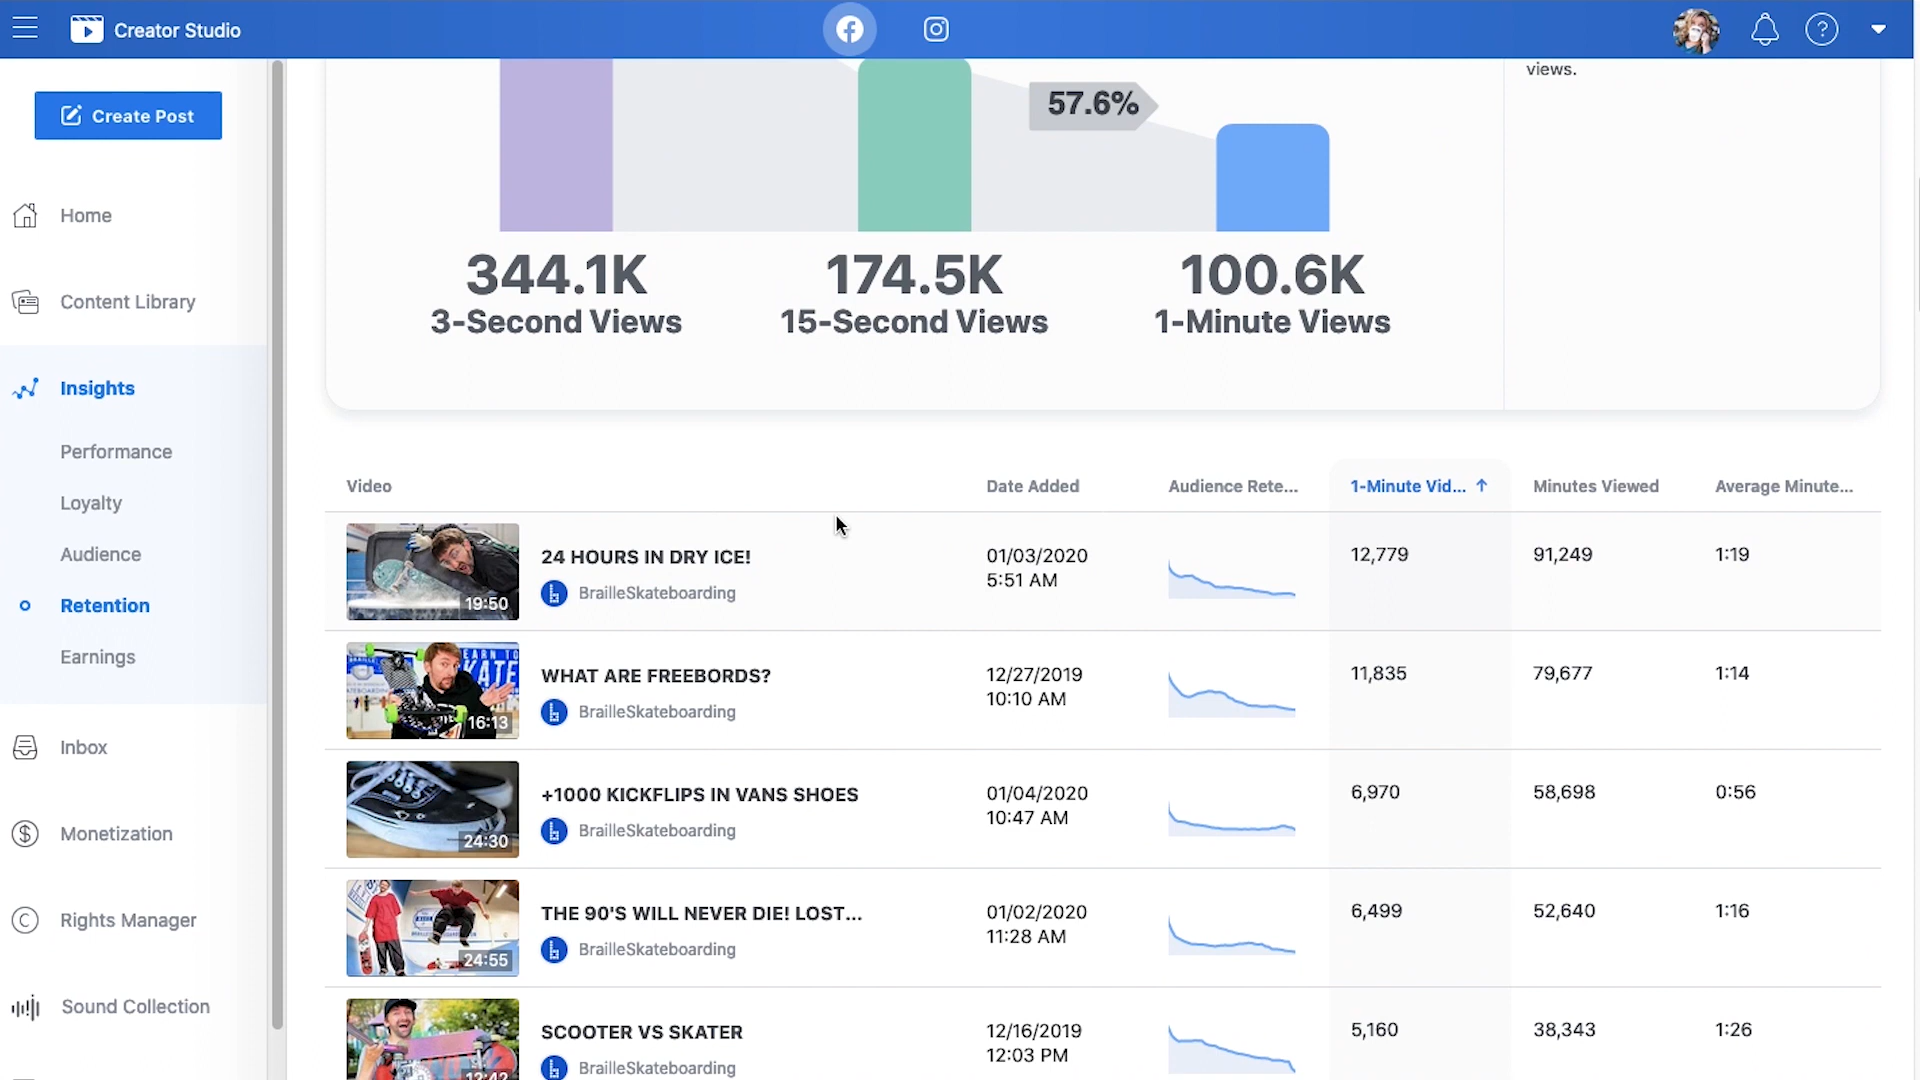 Creator Studio
Create Post
Home
Content Library
Insights
Performance
Loyalty
Audience
Retention
Earnings
Inbox
Monetization
Rights Manager
Sound Collection
views.
57.6%
344.1K
3-Second Views
174.5K
15-Second Views
100.6K
1-Minute Views
Video Date Added Audience Rete... 1-Minute Vid... Minutes Viewed Average Minute...
19:50
24 HOURS IN DRY ICE!
BrailleSkateboarding
01/03/2020
5:51 AM
12,779 91,249 1:19
16:13
WHAT ARE FREEBORDS?
BrailleSkateboarding
12/27/2019
10:10 AM
11,835 79,677 1:14
24:30
+1000 KICKFLIPS IN VANS SHOES
BrailleSkateboarding
01/04/2020
10:47 AM
6,970 58,698 0:56
24:55
THE 90'S WILL NEVER DIE! LOST...
BrailleSkateboarding
01/02/2020
11:28 AM
6,499 52,640 1:16
12:42
SCOOTER VS SKATER
BrailleSkateboarding
12/16/2019
12:03 PM
5,160 38,343 1:26